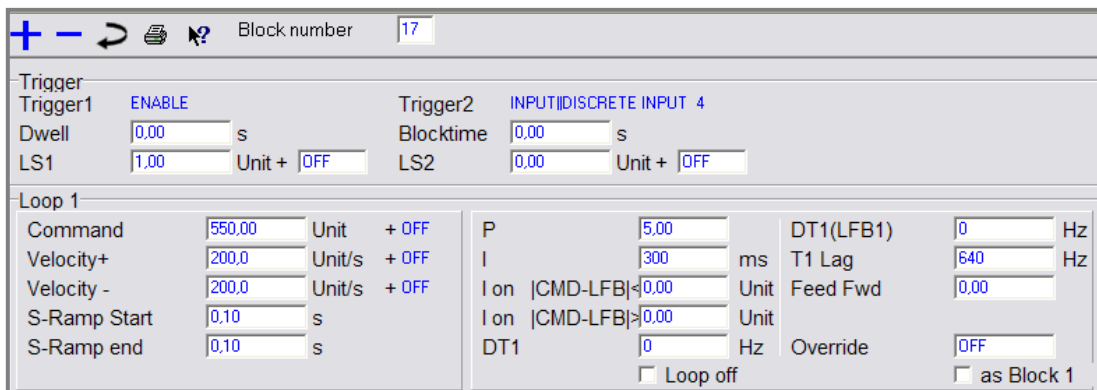 Block number 17
Trigger
Trigger1 ENABLE Trigger2 INPUT||DISCRETE INPUT 4
Dwell 0,00 s Blocktime 0,00 s
LS1 1,00 Unit + OFF LS2 0,00 Unit + OFF
Loop 1
Command 550,00 Unit + OFF P 5,00 DT1(LFB1) 0 Hz
Velocity+ 200,0 Unit/s + OFF I 300 ms T1 Lag 640 Hz
Velocity - 200,0 Unit/s + OFF I on |CMD-LFB|< 0,00 Unit Feed Fwd 0,00
S-Ramp Start 0,10 s I on |CMD-LFB|> 0,00 Unit
S-Ramp end 0,10 s DT1 0 Hz Override OFF
Loop off as Block 1